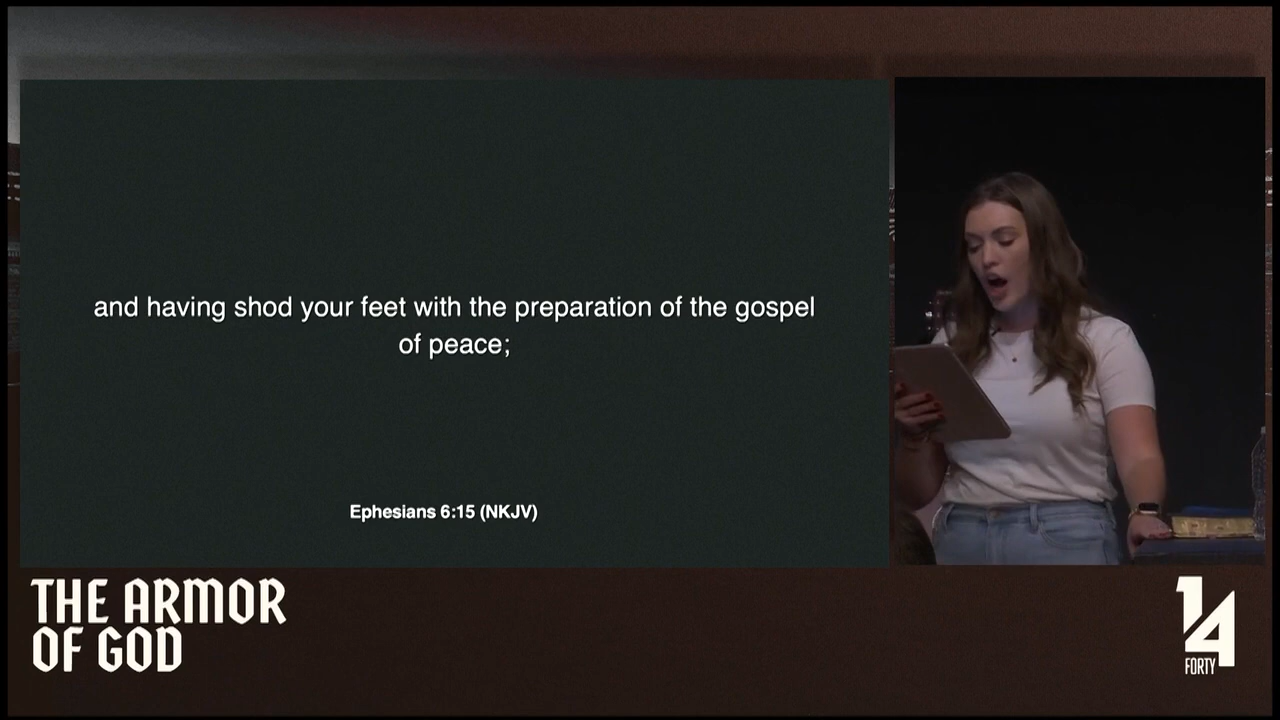 and having shod your feet with the preparation of the gospel
of peace;
Ephesians 6:15 (NKJV)
THE ARMOR
OF GOD
14
FORTY